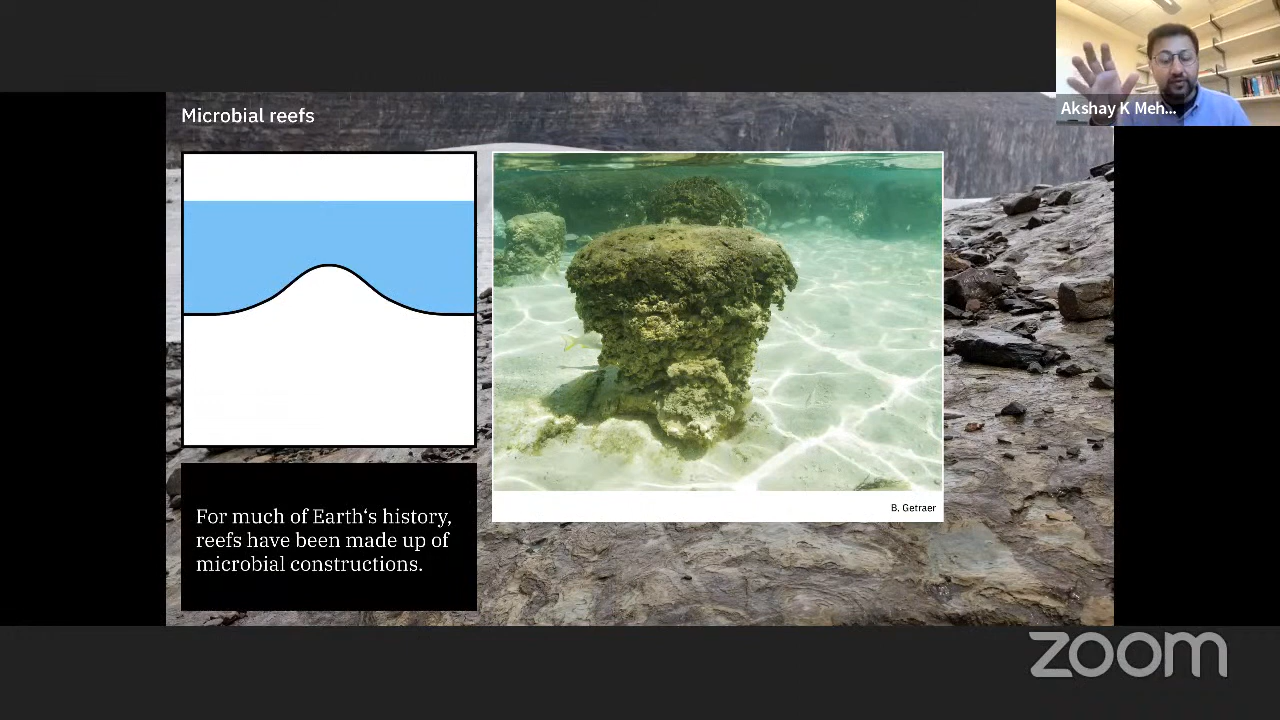 Akshay K Meh...
Microbial reefs
B. Getraer
For much of Earth‘s history,
reefs have been made up of
microbial constructions.
zoom